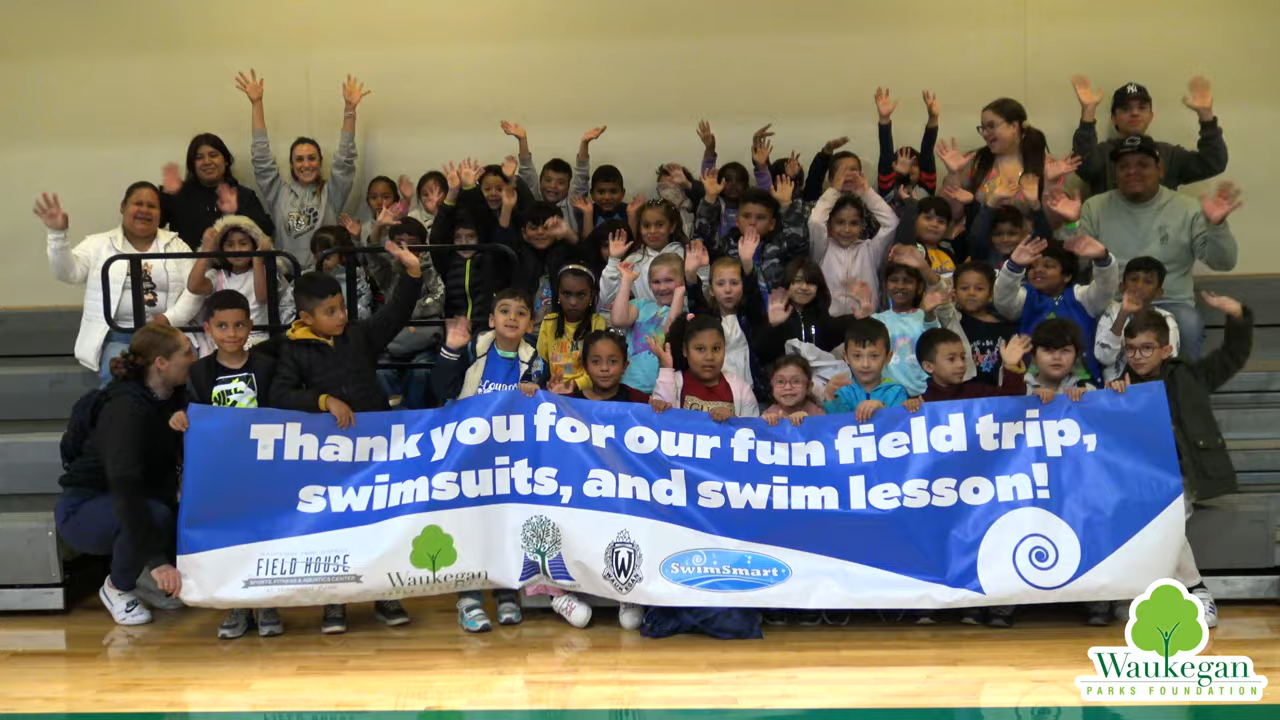 Thank you for our fun field trip,
swimsuits, and swim lesson!
FIELD HOUSE
SPORTS, FITNESS & AQUATICS CENTER
Waukegan
SwimSmart
Waukegan
PARKS FOUNDATION